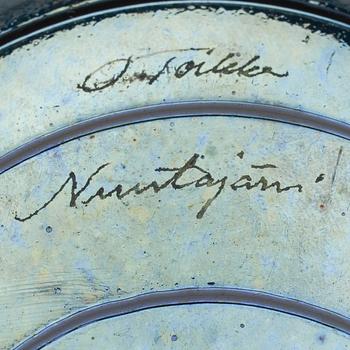 O. Toikka
Nuutajärvi